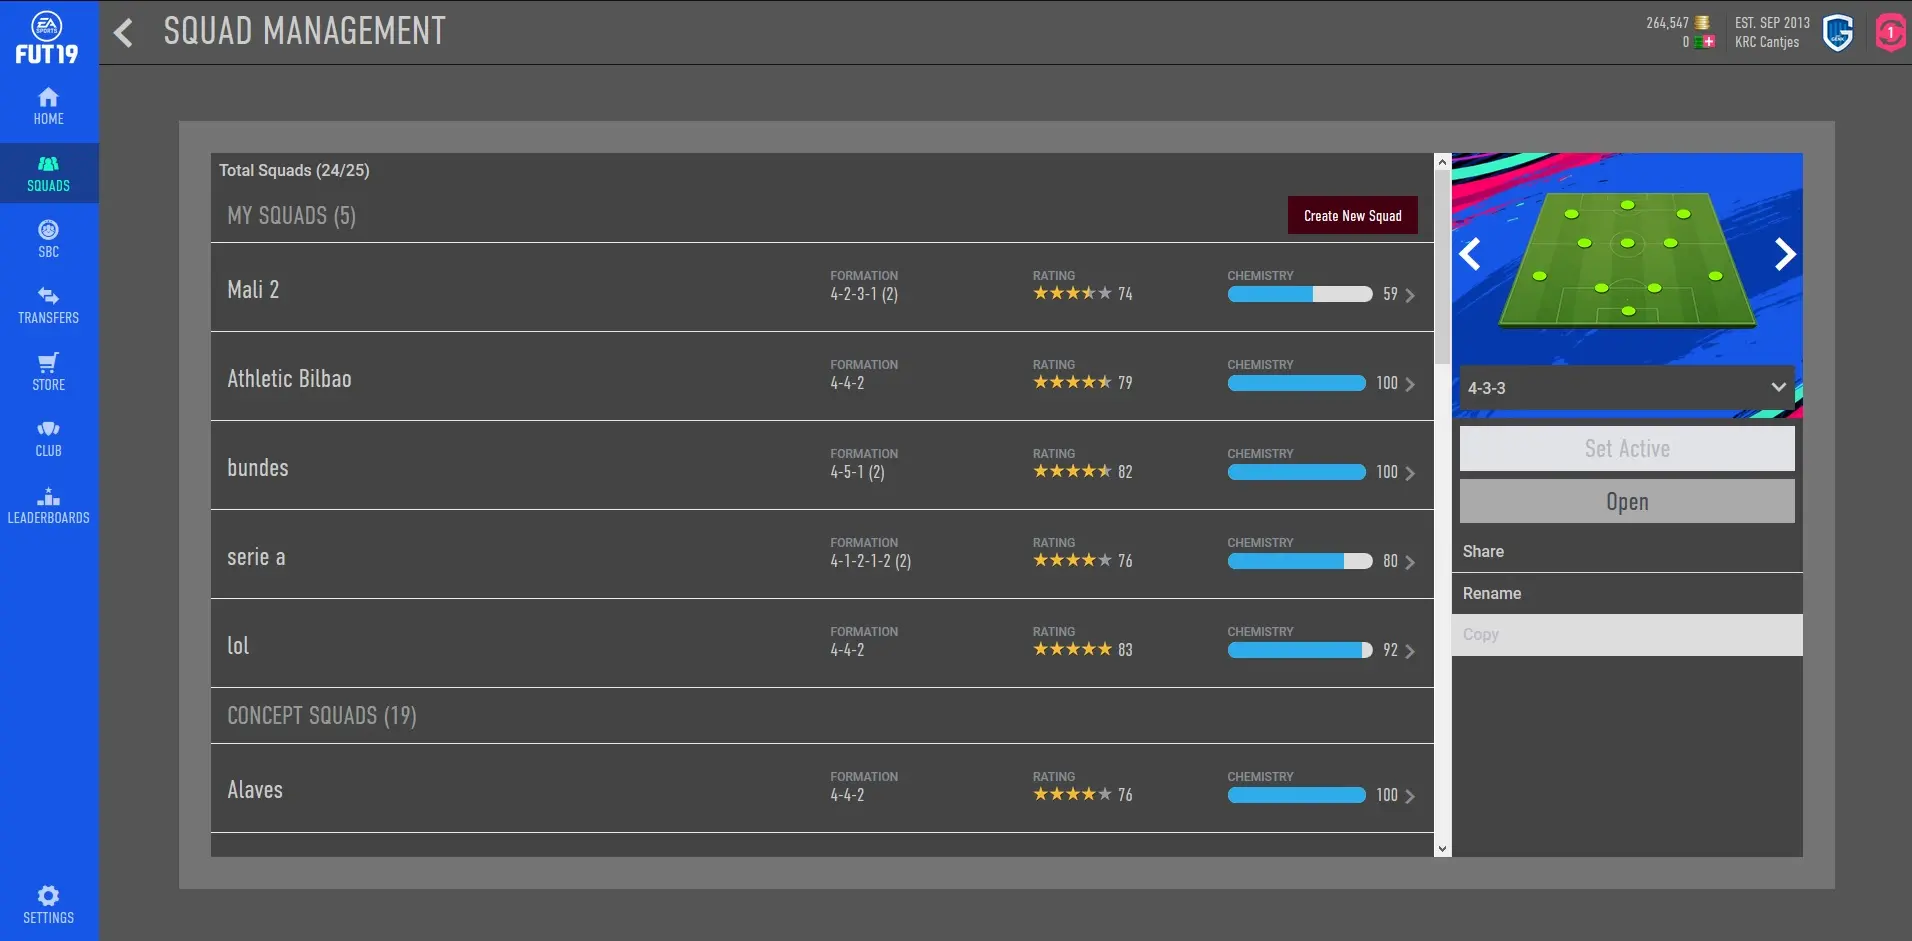 EA
SPORTS
FUT19
HOME
SQUADS
SBC
TRANSFERS
STORE
CLUB
LEADERBOARDS
SETTINGS
SQUAD MANAGEMENT
264,547
0
EST. SEP 2013
KRC Cantjes
1
Total Squads (24/25)
MY SQUADS (5)
Create New Squad
Mali 2
FORMATION
4-2-3-1 (2)
RATING
74
CHEMISTRY
59
Athletic Bilbao
FORMATION
4-4-2
RATING
79
CHEMISTRY
100
bundes
FORMATION
4-5-1 (2)
RATING
82
CHEMISTRY
100
serie a
FORMATION
4-1-2-1-2 (2)
RATING
76
CHEMISTRY
80
lol
FORMATION
4-4-2
RATING
83
CHEMISTRY
92
CONCEPT SQUADS (19)
Alaves
FORMATION
4-4-2
RATING
76
CHEMISTRY
100
4-3-3
Set Active
Open
Share
Rename
Copy